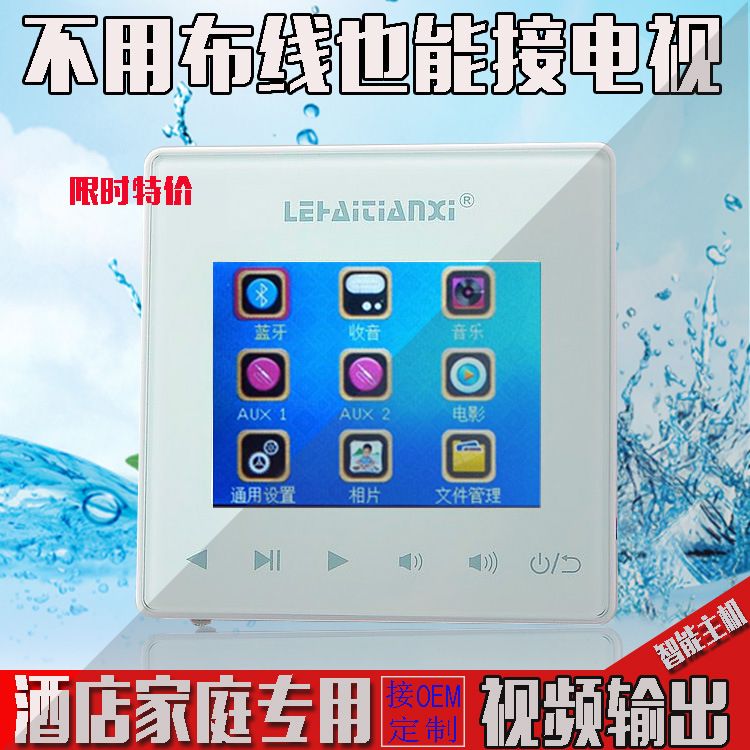 不用布线也能接电视
限时特价
LEHAITIANXI®
蓝牙 收音 音乐
AUX 1 AUX 2 电影
通用设置 相片 文件管理
智能主机
酒店家庭专用 接OEM 视频输出
定制